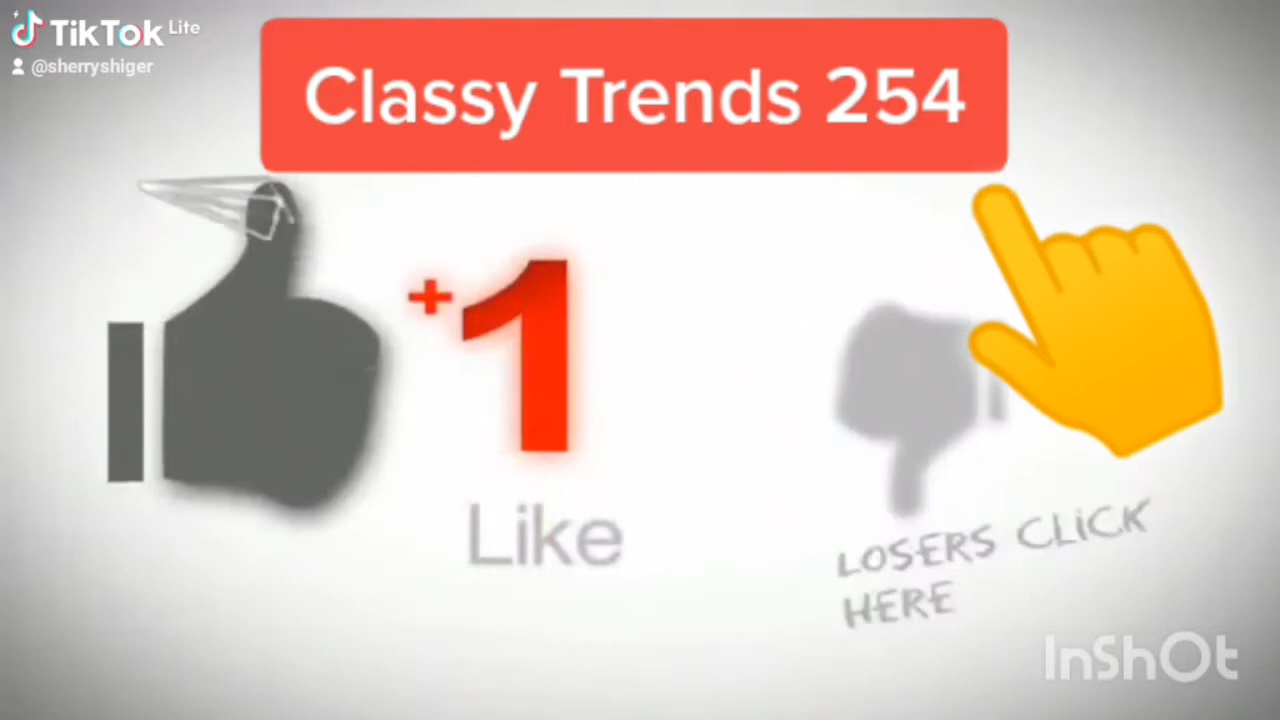 TikTok Lite
@sherryshiger
Classy Trends 254
+1
Like
LOSERS CLICK
HERE
InShOt